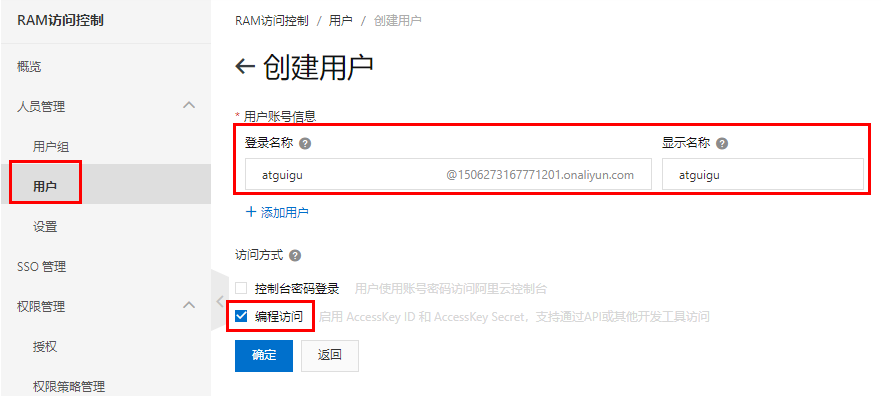 RAM访问控制
概览
人员管理
用户组
用户
设置
SSO 管理
权限管理
授权
权限策略管理
RAM访问控制 / 用户 / 创建用户
← 创建用户
* 用户账号信息
登录名称 ? 显示名称 ?
atguigu @1506273167771201.onaliyun.com atguigu
+ 添加用户
访问方式 ?
控制台密码登录 用户使用账号密码访问阿里云控制台
编程访问 启用 AccessKey ID 和 AccessKey Secret，支持通过API或其他开发工具访问
确定 返回